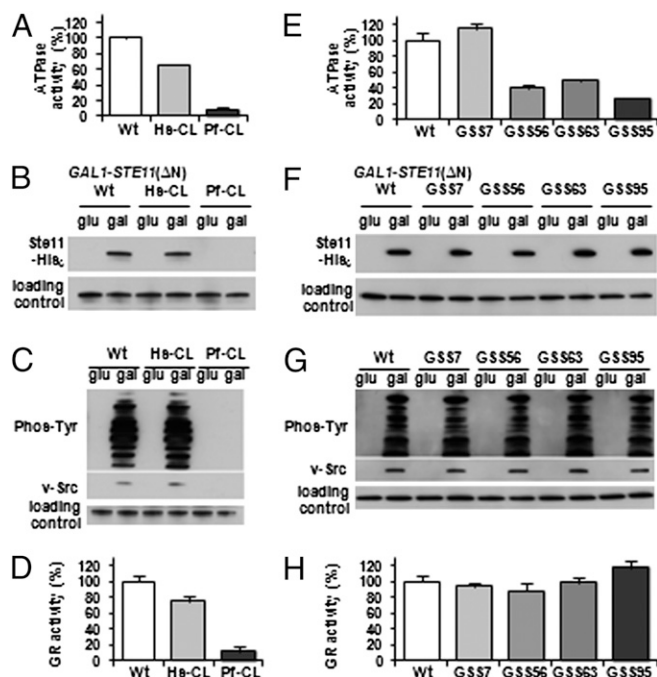 A
ATPase
activity (%)
120
100
80
60
40
20
0
Wt Hs-CL Pf-CL
B
GAL1-STE11(ΔN)
Wt Hs-CL Pf-CL
glu gal glu gal glu gal
Ste11
-His₆
loading
control
C
Wt Hs-CL Pf-CL
glu gal glu gal glu gal
Phos-Tyr
v-Src
loading
control
D
GR activity (%)
120
100
80
60
40
20
0
Wt Hs-CL Pf-CL
E
ATPase
activity (%)
120
100
80
60
40
20
0
Wt GSS7 GSS56 GSS63 GSS95
F
GAL1-STE11(ΔN)
Wt GSS7 GSS56 GSS63 GSS95
glu gal glu gal glu gal glu gal glu gal
Ste11
-His₆
loading
control
G
Wt GSS7 GSS56 GSS63 GSS95
glu gal glu gal glu gal glu gal glu gal
Phos-Tyr
v-Src
loading
control
H
GR activity (%)
120
100
80
60
40
20
0
Wt GSS7 GSS56 GSS63 GSS95